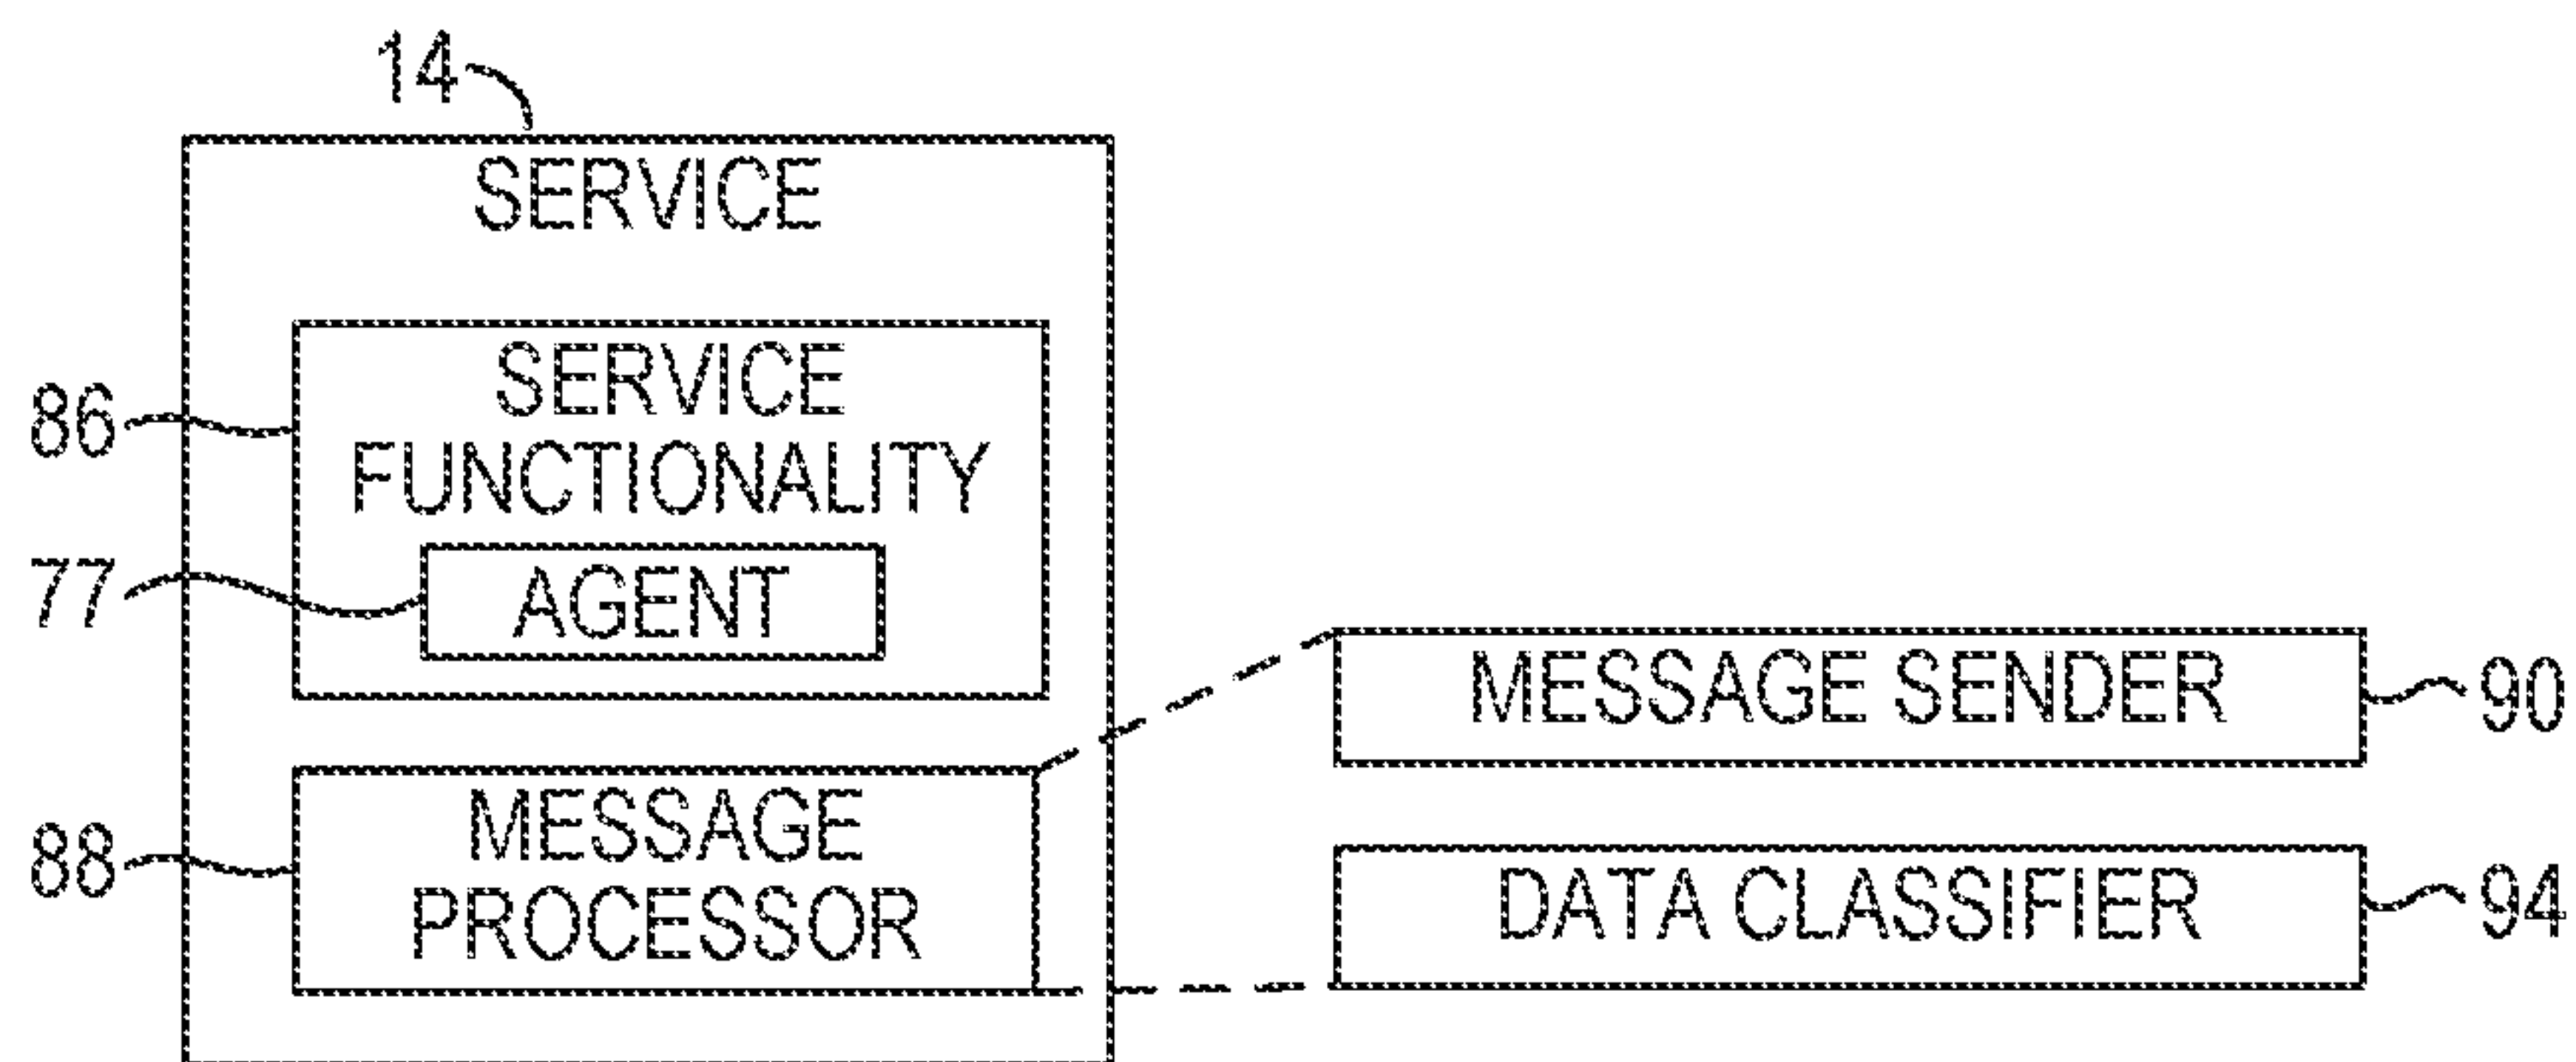 14
SERVICE
86
SERVICE
FUNCTIONALITY
77
AGENT
MESSAGE SENDER
90
88
MESSAGE
PROCESSOR
DATA CLASSIFIER
94